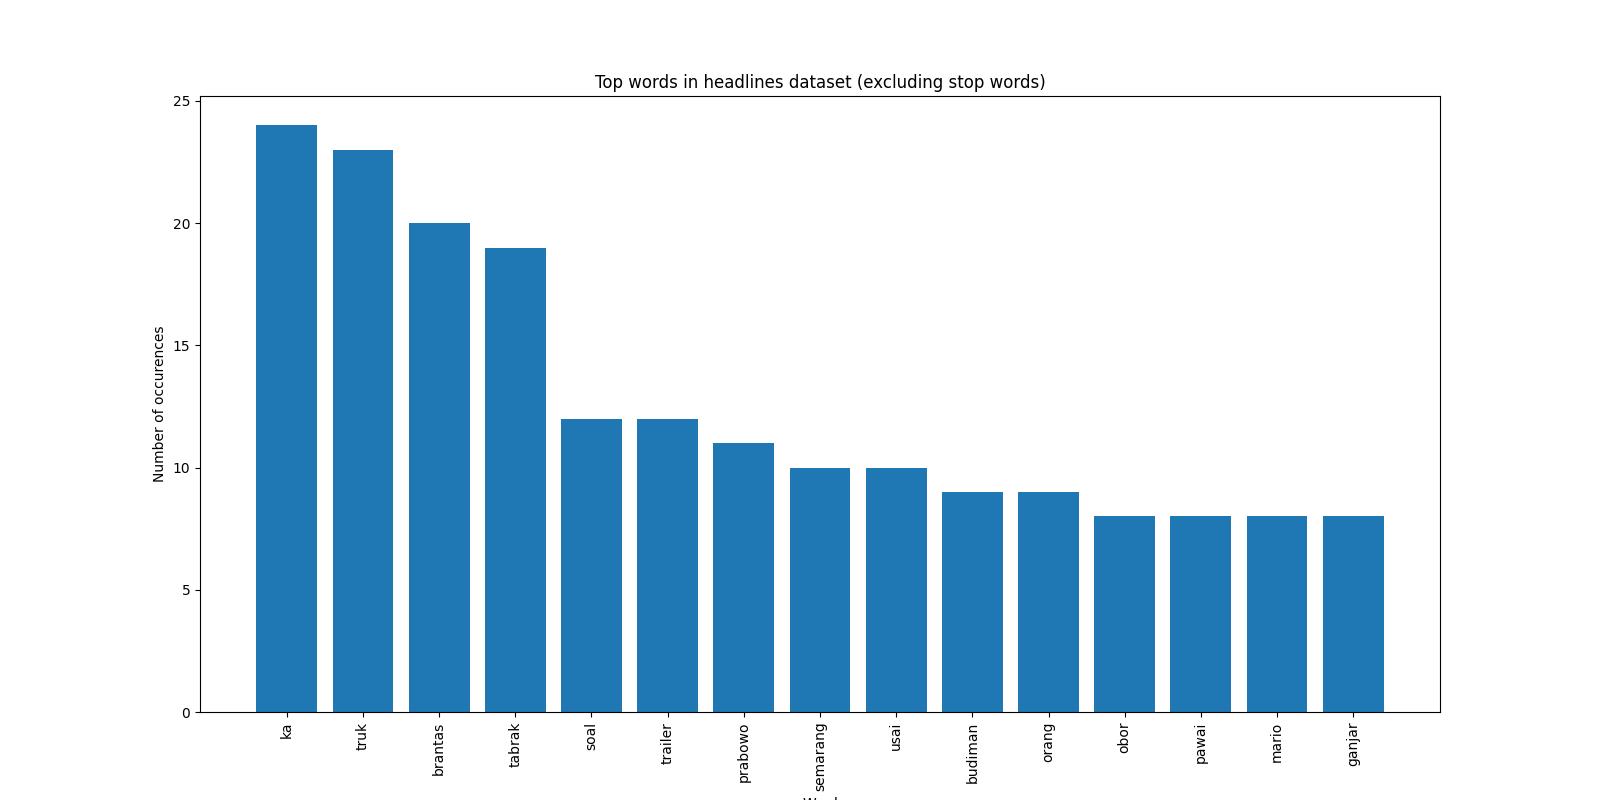 Top words in headlines dataset (excluding stop words)
Number of occurences
25
20
15
10
5
0
ka
truk
brantas
tabrak
soal
trailer
prabowo
semarang
usai
budiman
orang
obor
pawai
mario
ganjar